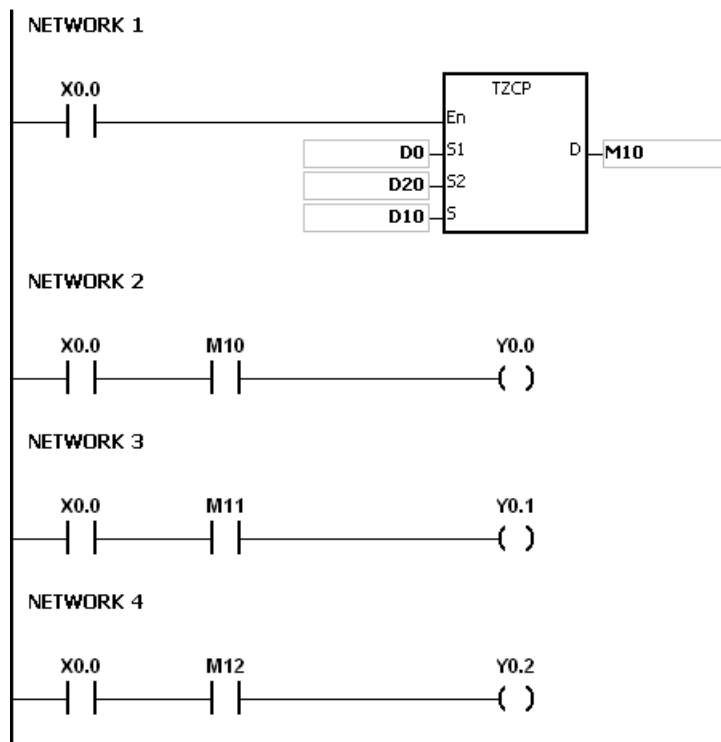 NETWORK 1
X0.0
TZCP
En
D0 S1 D M10
D20 S2
D10 S
NETWORK 2
X0.0 M10 Y0.0
NETWORK 3
X0.0 M11 Y0.1
NETWORK 4
X0.0 M12 Y0.2